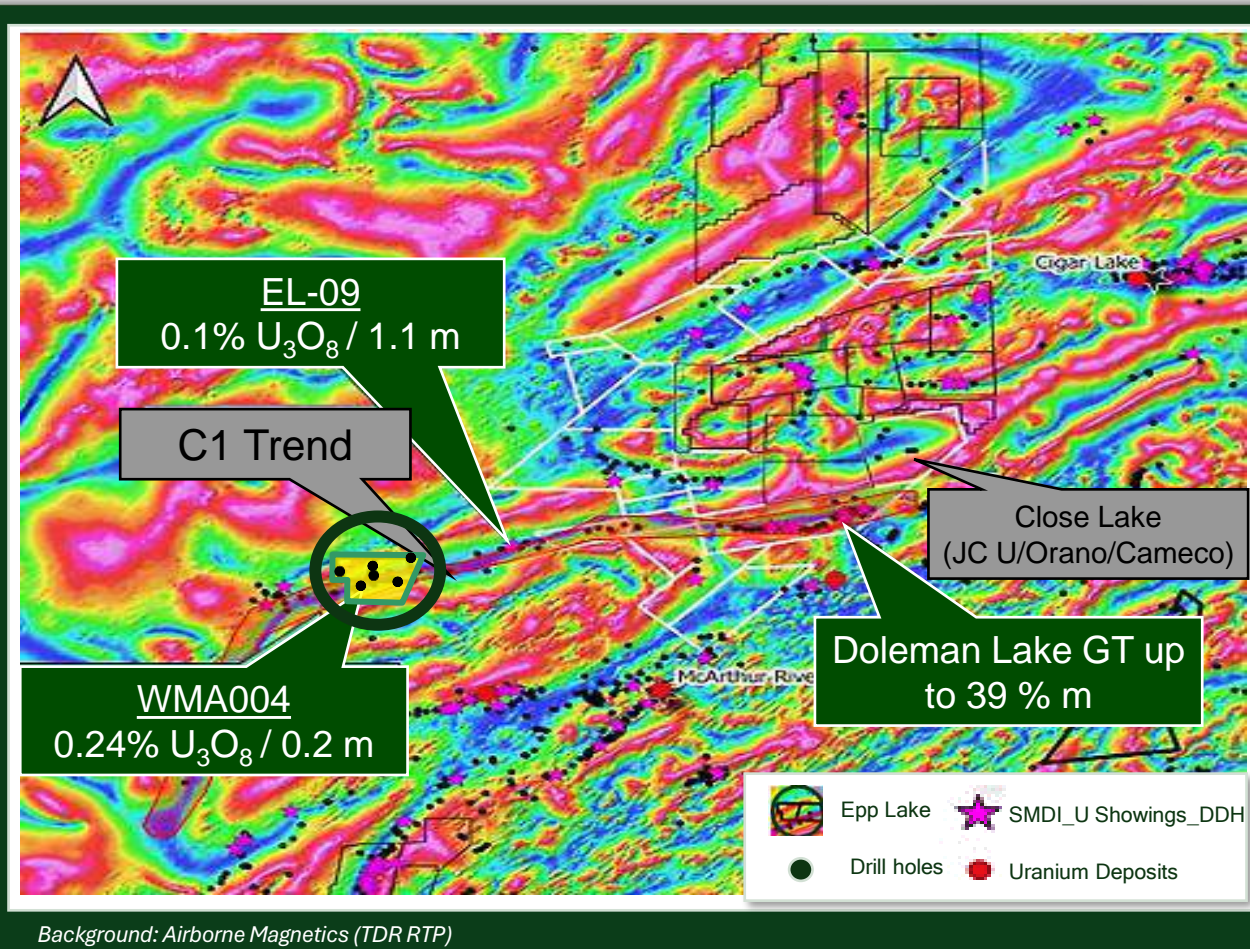 EL-09
0.1% U₃O₈ / 1.1 m
Cigar Lake
C1 Trend
Close Lake
(JC U/Orano/Cameco)
Doleman Lake GT up
to 39 % m
McArthur Rive
WMA004
0.24% U₃O₈ / 0.2 m
Epp Lake
SMDI_U Showings_DDH
Drill holes
Uranium Deposits
Background: Airborne Magnetics (TDR RTP)